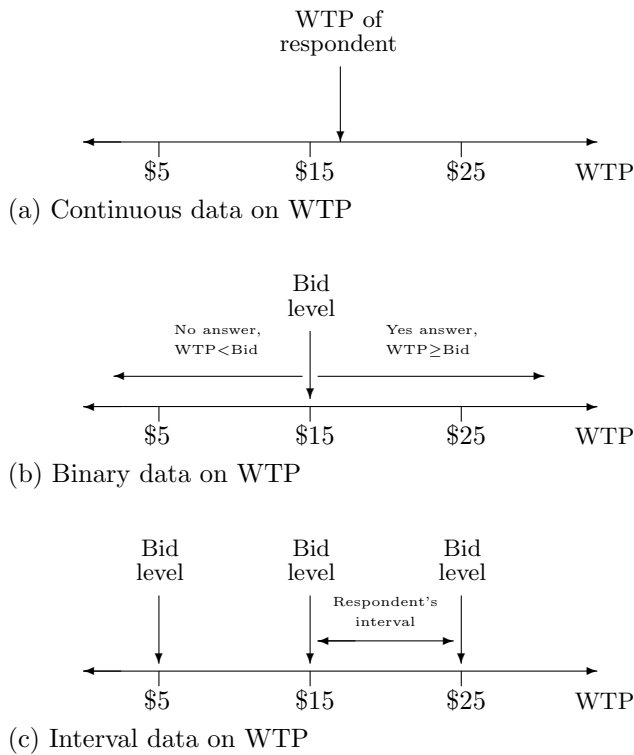 WTP of
respondent
$5
$15
$25
WTP
(a) Continuous data on WTP
Bid
level
No answer,
WTP<Bid
Yes answer,
WTP≥Bid
$5
$15
$25
WTP
(b) Binary data on WTP
Bid
level
Bid
level
Bid
level
Respondent's
interval
$5
$15
$25
WTP
(c) Interval data on WTP